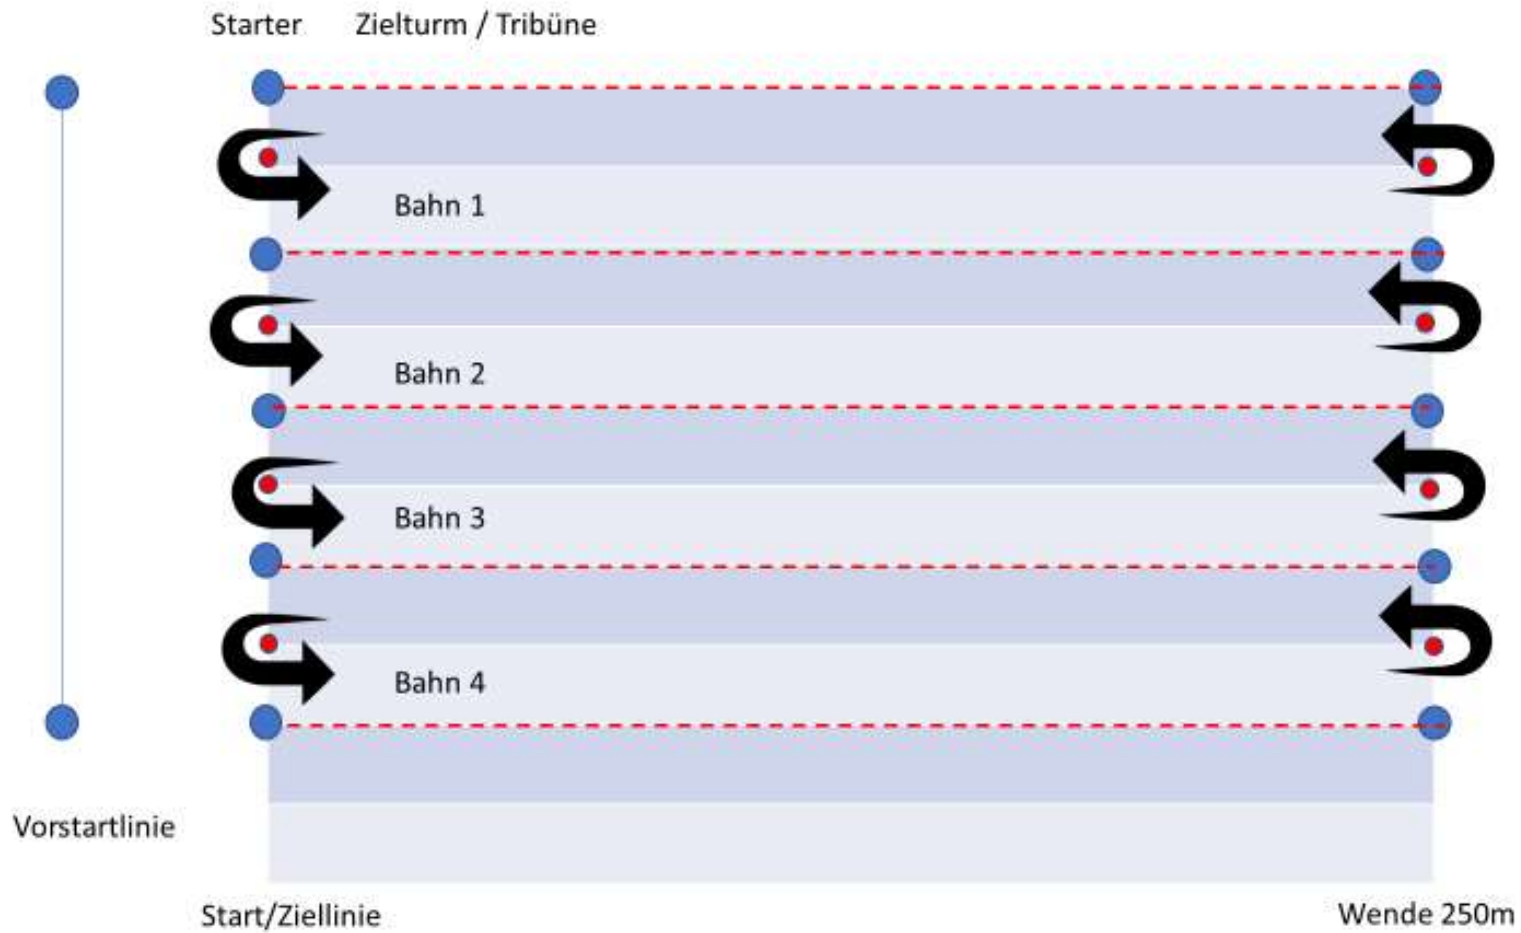 Starter
Zielturm / Tribüne
Bahn 1
Bahn 2
Bahn 3
Bahn 4
Vorstartlinie
Start/Ziellinie
Wende 250m